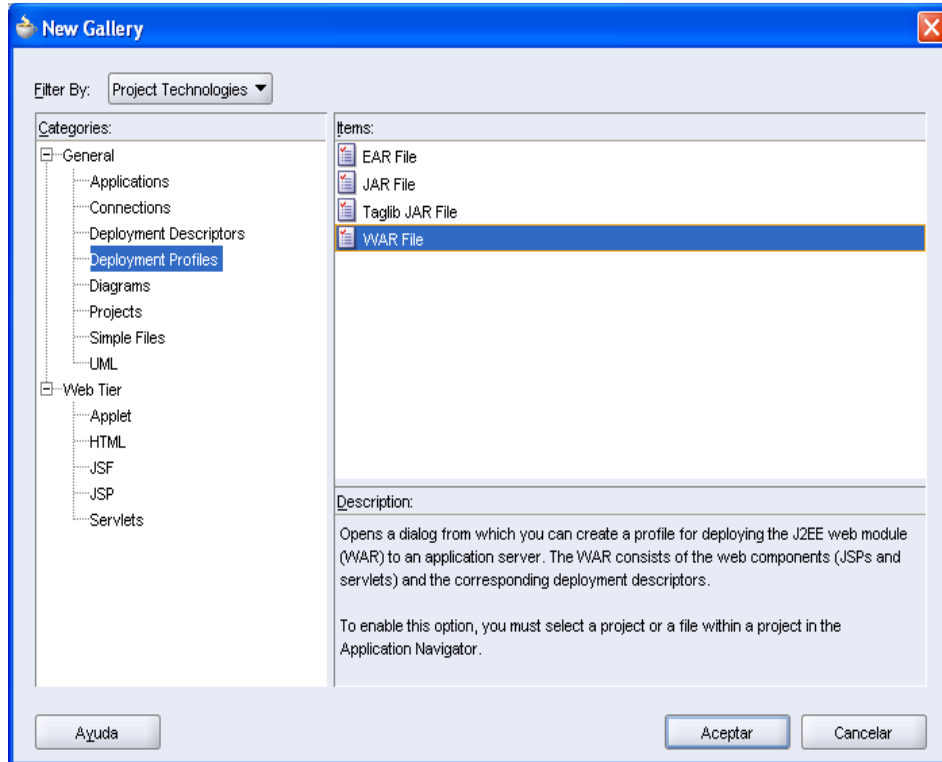 New Gallery
Filter By: Project Technologies
Categories:
General
Applications
Connections
Deployment Descriptors
Deployment Profiles
Diagrams
Projects
Simple Files
UML
Web Tier
Applet
HTML
JSF
JSP
Servlets
Items:
EAR File
JAR File
Taglib JAR File
WAR File
Description:
Opens a dialog from which you can create a profile for deploying the J2EE web module
(WAR) to an application server. The WAR consists of the web components (JSPs and
servlets) and the corresponding deployment descriptors.
To enable this option, you must select a project or a file within a project in the
Application Navigator.
Ayuda
Aceptar
Cancelar